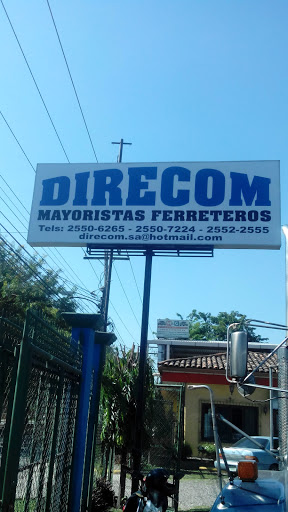 DIRECOM
MAYORISTAS FERRETEROS
Tels: 2550-6265 - 2550-7224 - 2552-2555
direcom.sa@hotmail.com